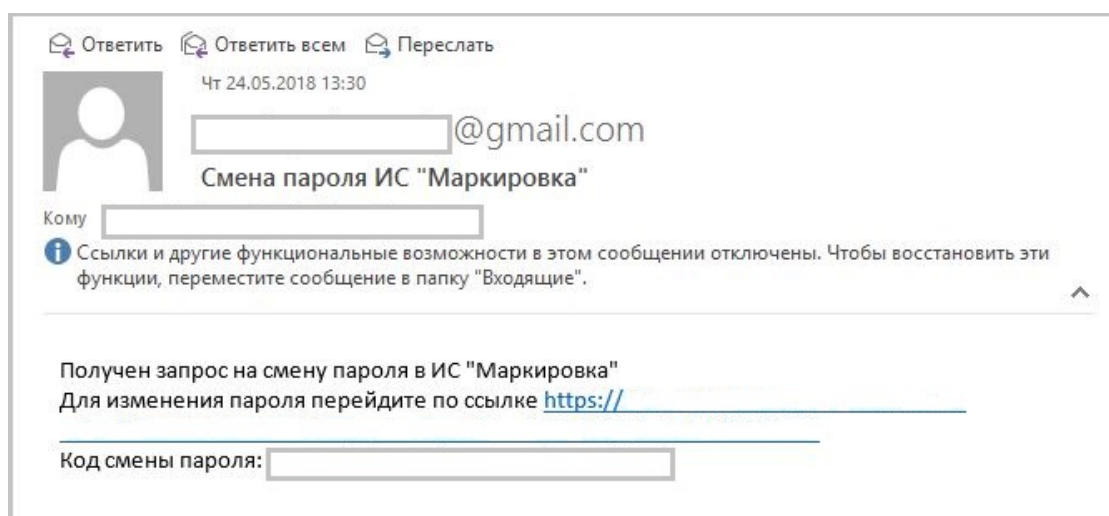 Ответить Ответить всем Переслать
Чт 24.05.2018 13:30
@gmail.com
Смена пароля ИС "Маркировка"
Кому
Ссылки и другие функциональные возможности в этом сообщении отключены. Чтобы восстановить эти
функции, переместите сообщение в папку "Входящие".
Получен запрос на смену пароля в ИС "Маркировка"
Для изменения пароля перейдите по ссылке https://
Код смены пароля: